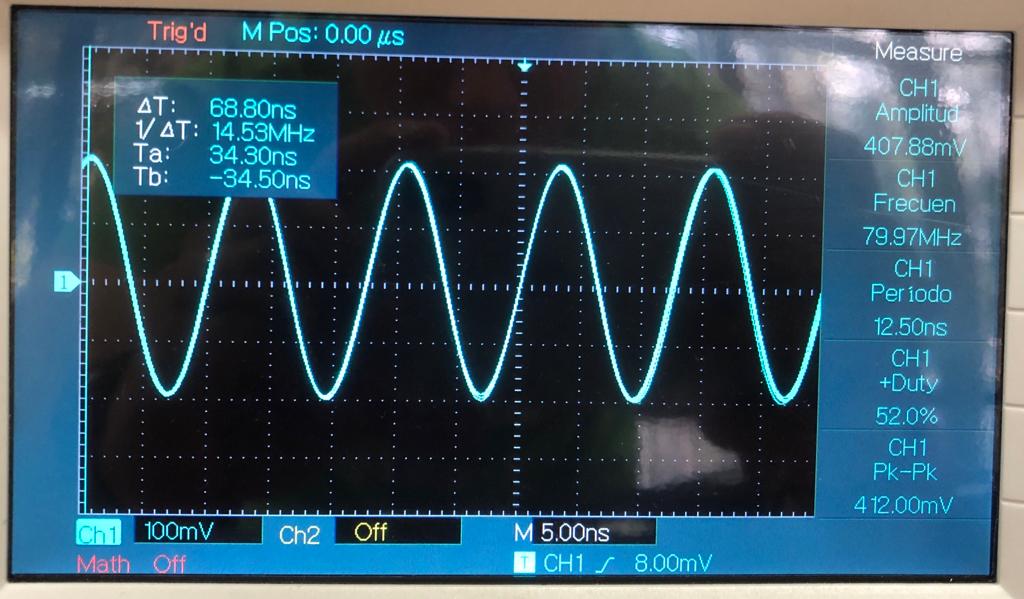 Trig'd M Pos: 0.00 µs
Measure
ΔT: 68.80ns
1/ΔT: 14.53MHz
Ta: 34.30ns
Tb: -34.50ns
CH1
Amplitud
407.88mV
CH1
Frecuen
79.97MHz
CH1
Período
12.50ns
CH1
+Duty
52.0%
CH1
Pk-Pk
412.00mV
1
Ch1 100mV Ch2 Off M 5.00ns
Math Off T CH1 8.00mV